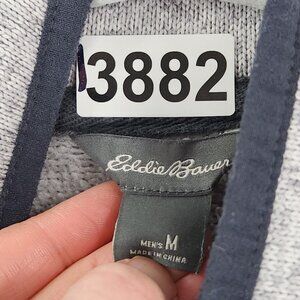 3882
Eddie Bauer
MEN'S M
MADE IN CHINA